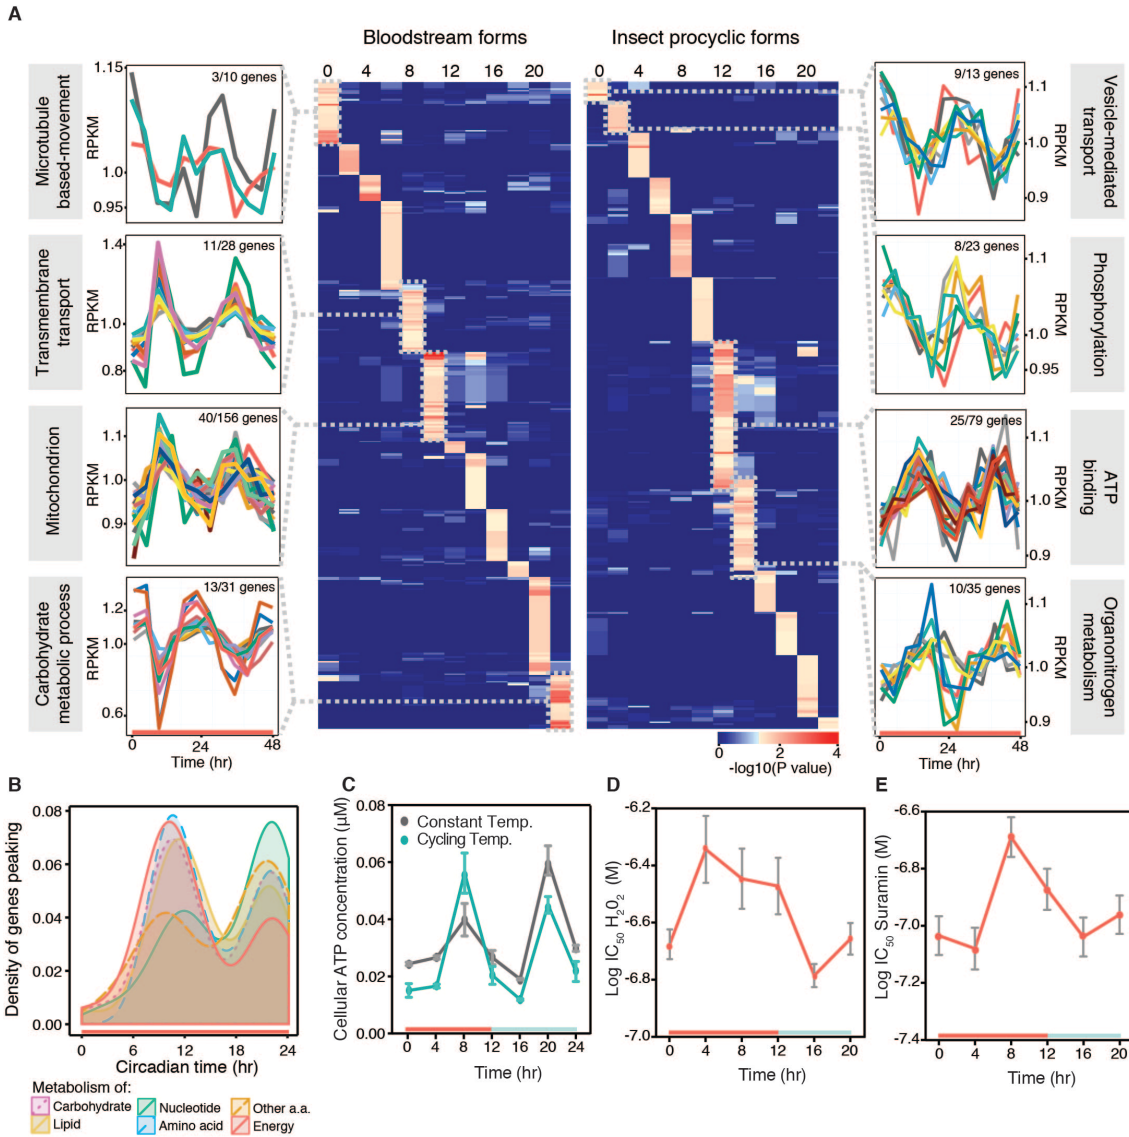 A
Bloodstream forms
Insect procyclic forms
0 4 8 12 16 20
0 4 8 12 16 20
Microtubule
based-movement
RPKM
1.15
1.0
0.95
3/10 genes
Transmembrane
transport
RPKM
1.4
1.0
0.8
11/28 genes
Mitochondrion
RPKM
1.1
1.0
0.9
40/156 genes
Carbohydrate
metabolic process
RPKM
1.2
1.0
0.6
13/31 genes
0 24 48
Time (hr)
9/13 genes
1.1
1.0
0.9
RPKM
Vesicle-mediated
transport
8/23 genes
1.1
1.0
0.95
RPKM
Phosphorylation
25/79 genes
1.1
1.0
0.9
RPKM
ATP
binding
10/35 genes
1.1
1.0
0.9
RPKM
Organonitrogen
metabolism
0 24 48
Time (hr)
0 2 4
-log10(P value)
B
Density of genes peaking
0.08
0.06
0.04
0.02
0.00
0 6 12 18 24
Circadian time (hr)
Metabolism of:
Carbohydrate Nucleotide Other a.a.
Lipid Amino acid Energy
C
Cellular ATP concentration (µM)
0.08
0.06
0.04
0.02
0.00
Constant Temp.
Cycling Temp.
0 4 8 12 16 20 24
Time (hr)
D
Log IC50 H2O2 (M)
-6.2
-6.4
-6.6
-6.8
-7.0
0 4 8 12 16 20
Time (hr)
E
Log IC50 Suramin (M)
-6.6
-6.8
-7.0
-7.2
-7.4
0 4 8 12 16 20
Time (hr)